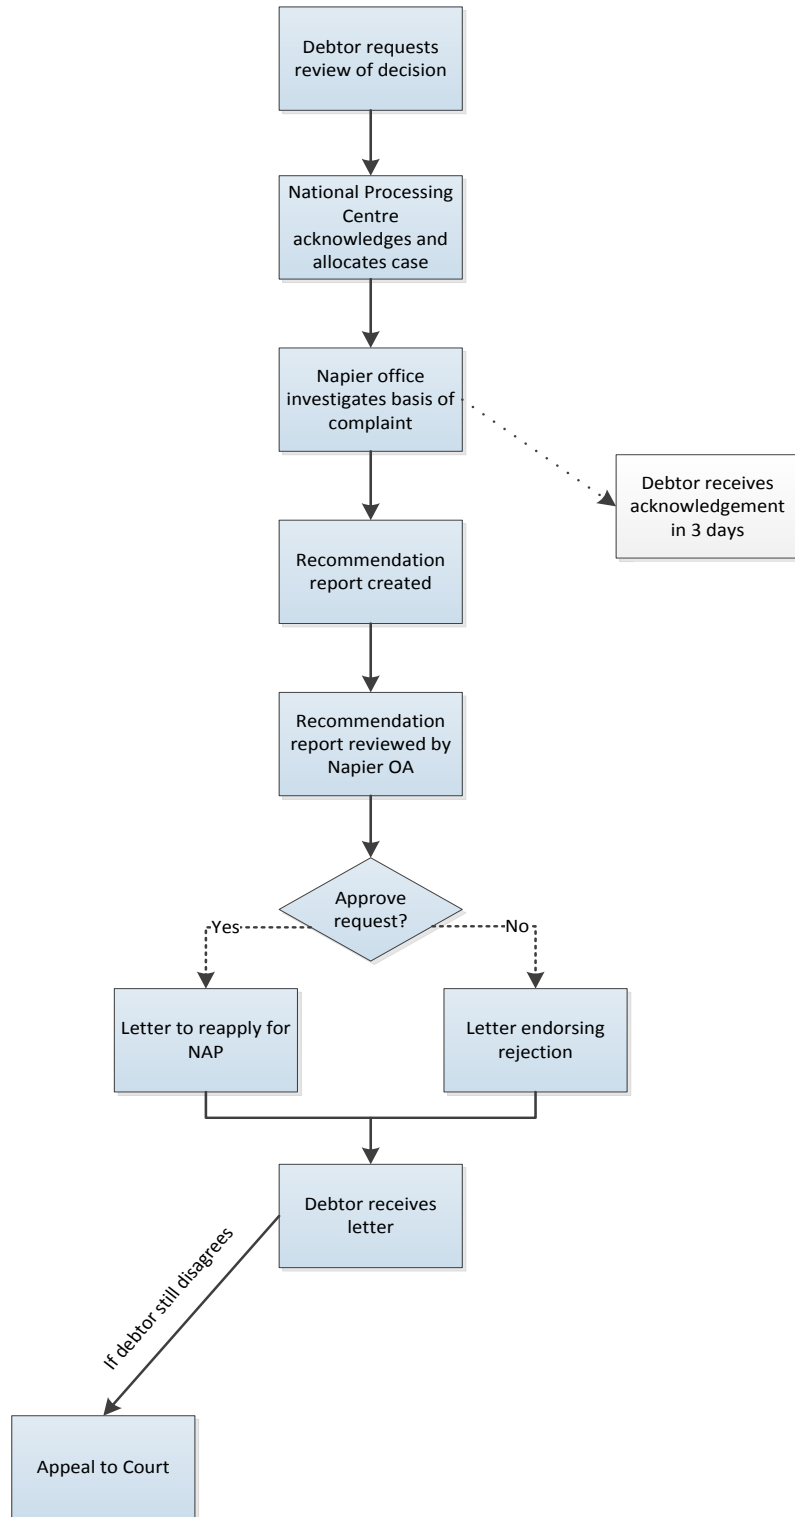 Debtor requests
review of decision
National Processing
Centre
acknowledges and
allocates case
Napier office
investigates basis of
complaint
Debtor receives
acknowledgement
in 3 days
Recommendation
report created
Recommendation
report reviewed by
Napier OA
Approve
request?
Yes
No
Letter to reapply for
NAP
Letter endorsing
rejection
Debtor receives
letter
If debtor still disagrees
Appeal to Court